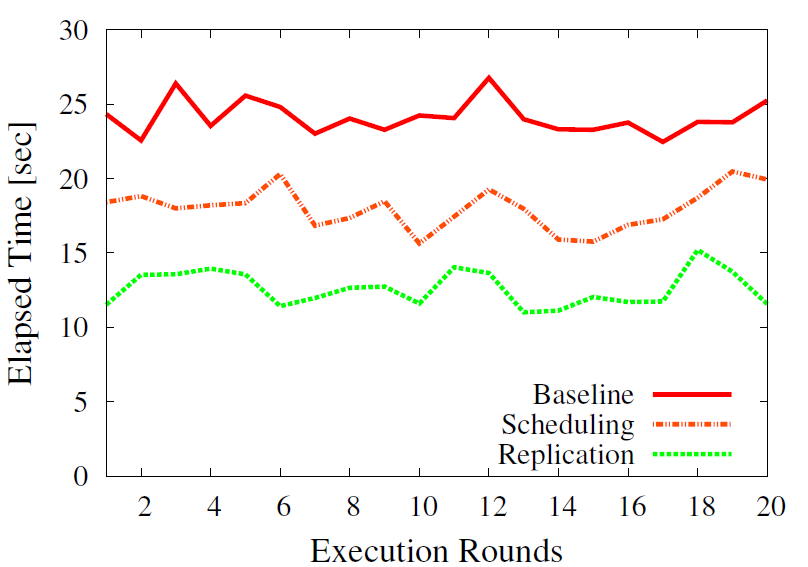 30
25
20
15
10
5
0
Elapsed Time [sec]
Baseline
Scheduling
Replication
2 4 6 8 10 12 14 16 18 20
Execution Rounds